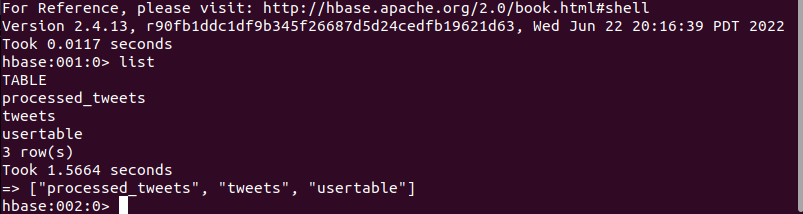 For Reference, please visit: http://hbase.apache.org/2.0/book.html#shell
Version 2.4.13, r90fb1ddc1df9b345f26687d5d24cedfb19621d63, Wed Jun 22 20:16:39 PDT 2022
Took 0.0117 seconds
hbase:001:0> list
TABLE
processed_tweets
tweets
usertable
3 row(s)
Took 1.5664 seconds
=> ["processed_tweets", "tweets", "usertable"]
hbase:002:0>